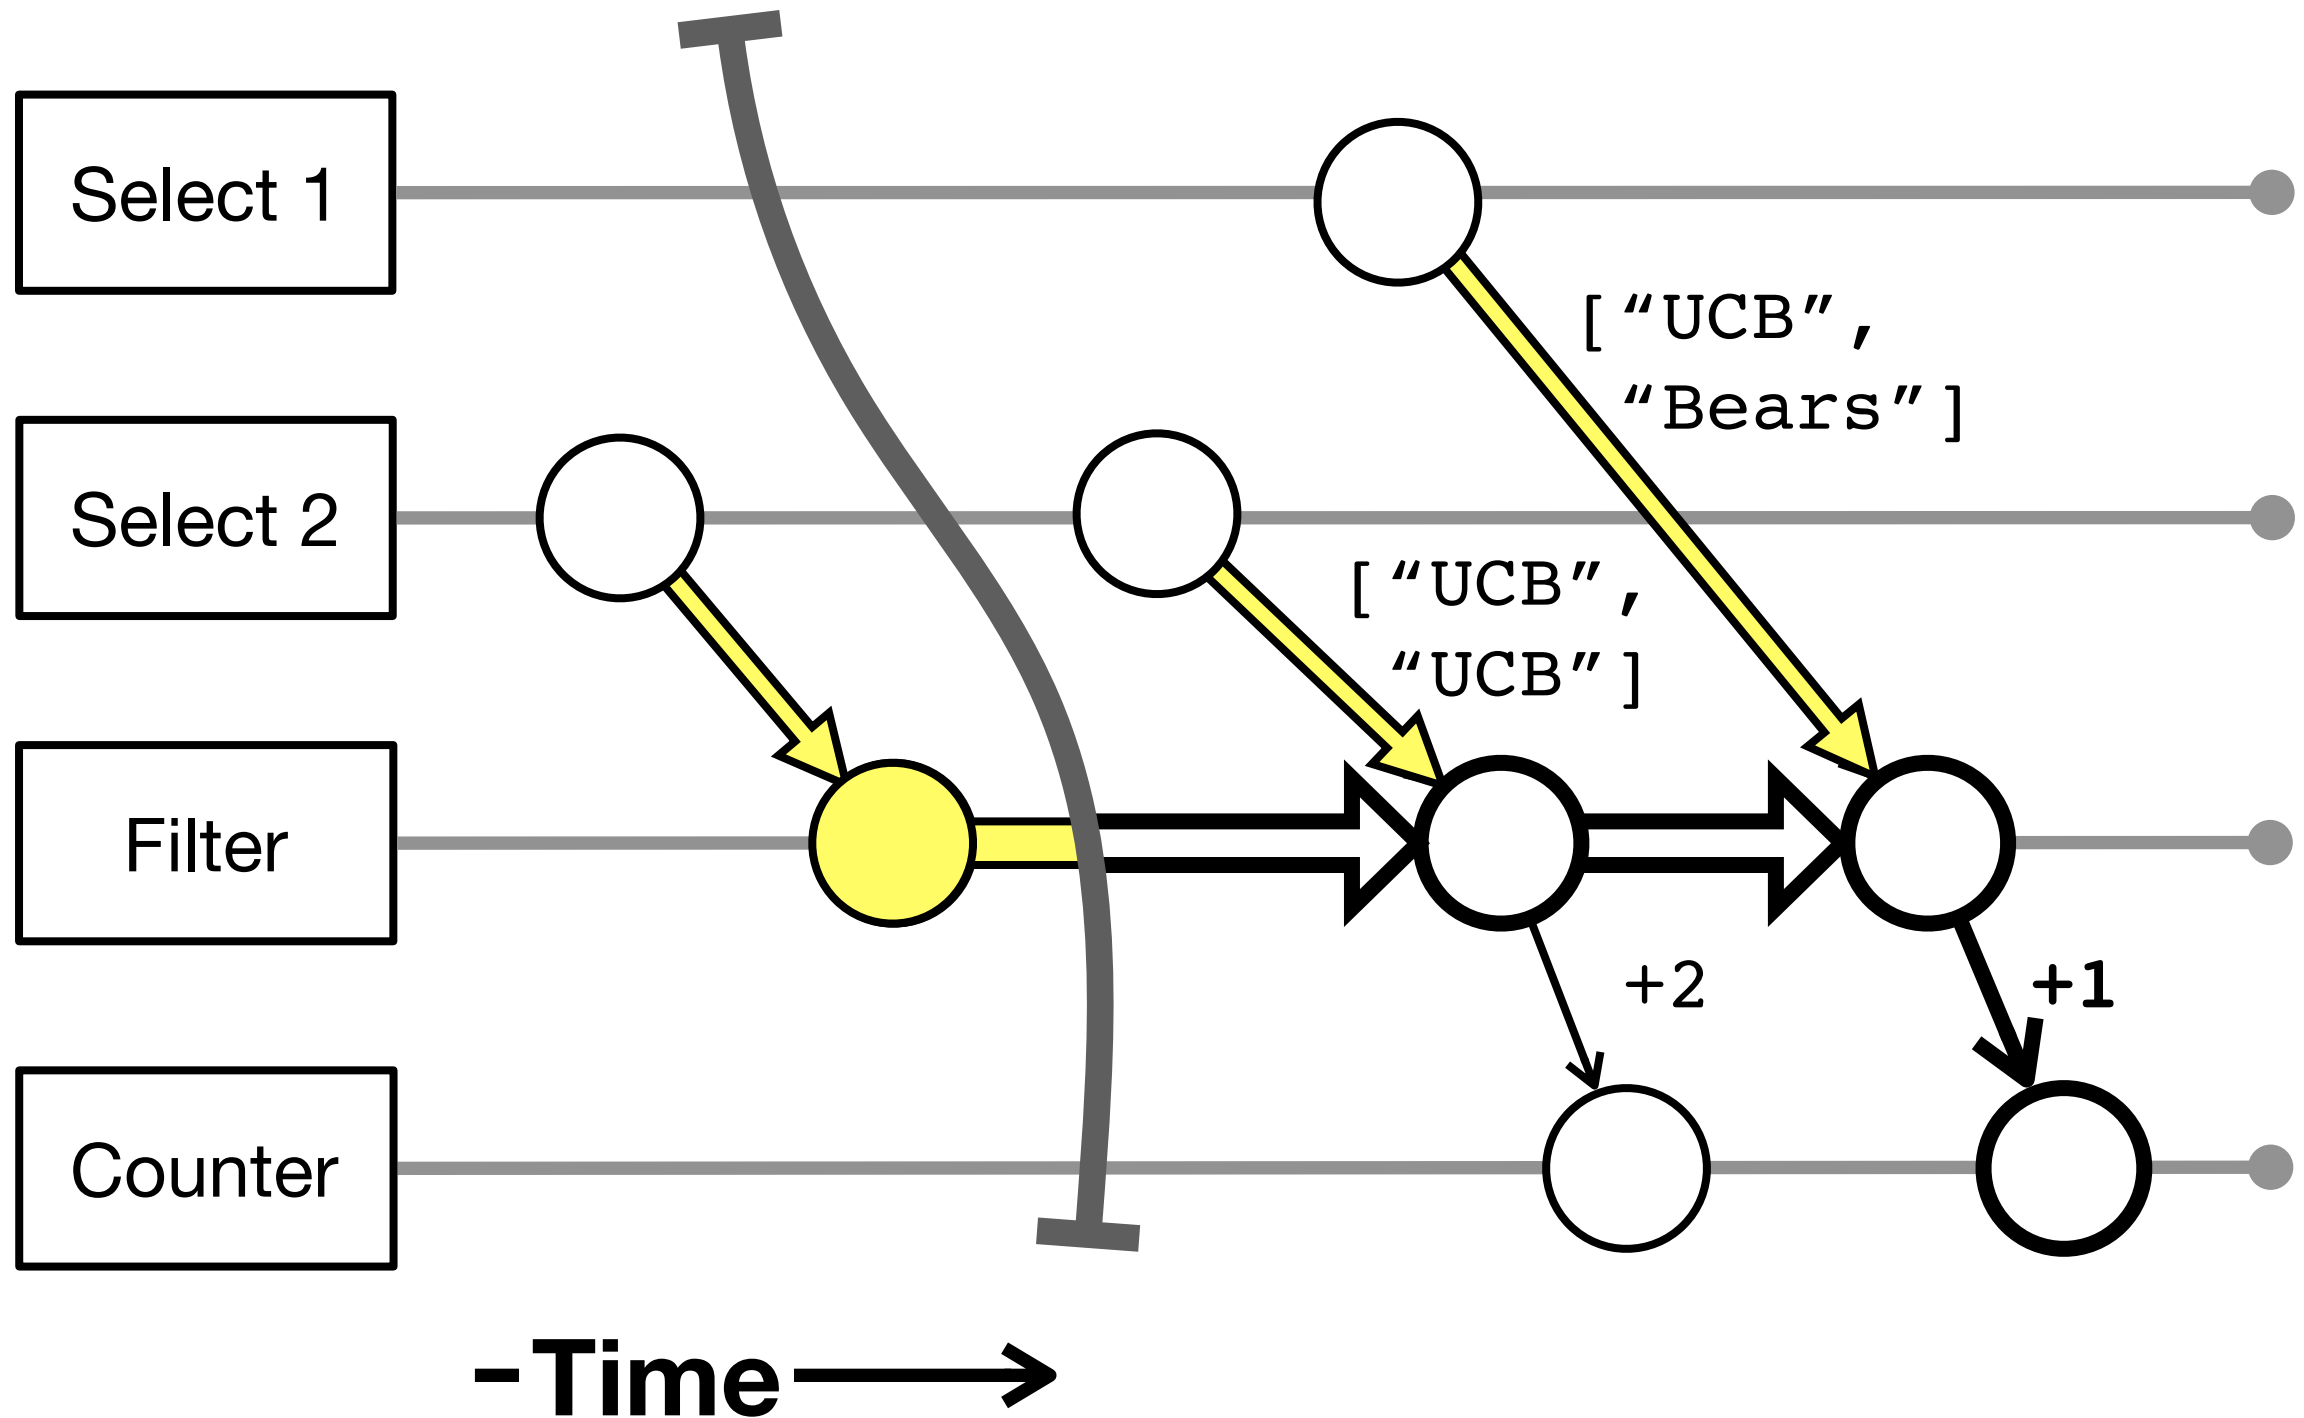 Select 1
[“UCB”,
“Bears”]
Select 2
[“UCB”,
“UCB”]
Filter
+2
+1
Counter
-Time